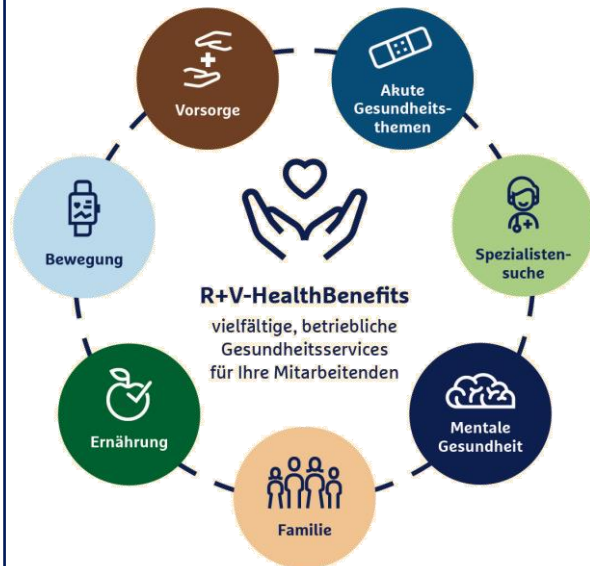 Vorsorge
Akute
Gesundheits-
themen
Bewegung
Spezialisten-
suche
R+V-HealthBenefits
vielfältige, betriebliche
Gesundheitsservices
für Ihre Mitarbeitenden
Ernährung
Mentale
Gesundheit
Familie